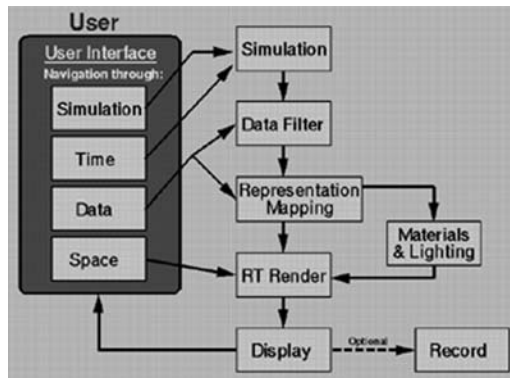 User
User Interface
Navigation through:
Simulation
Time
Data
Space
Simulation
Data Filter
Representation
Mapping
Materials
& Lighting
RT Render
Display
Optional
Record